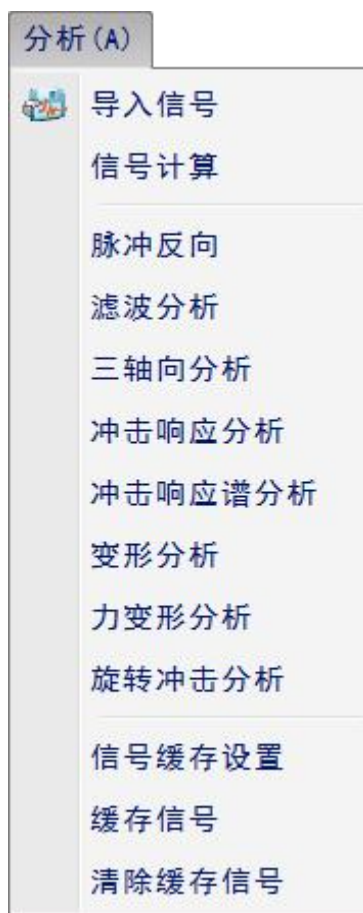 分析(A)
导入信号
信号计算
脉冲反向
滤波分析
三轴向分析
冲击响应分析
冲击响应谱分析
变形分析
力变形分析
旋转冲击分析
信号缓存设置
缓存信号
清除缓存信号